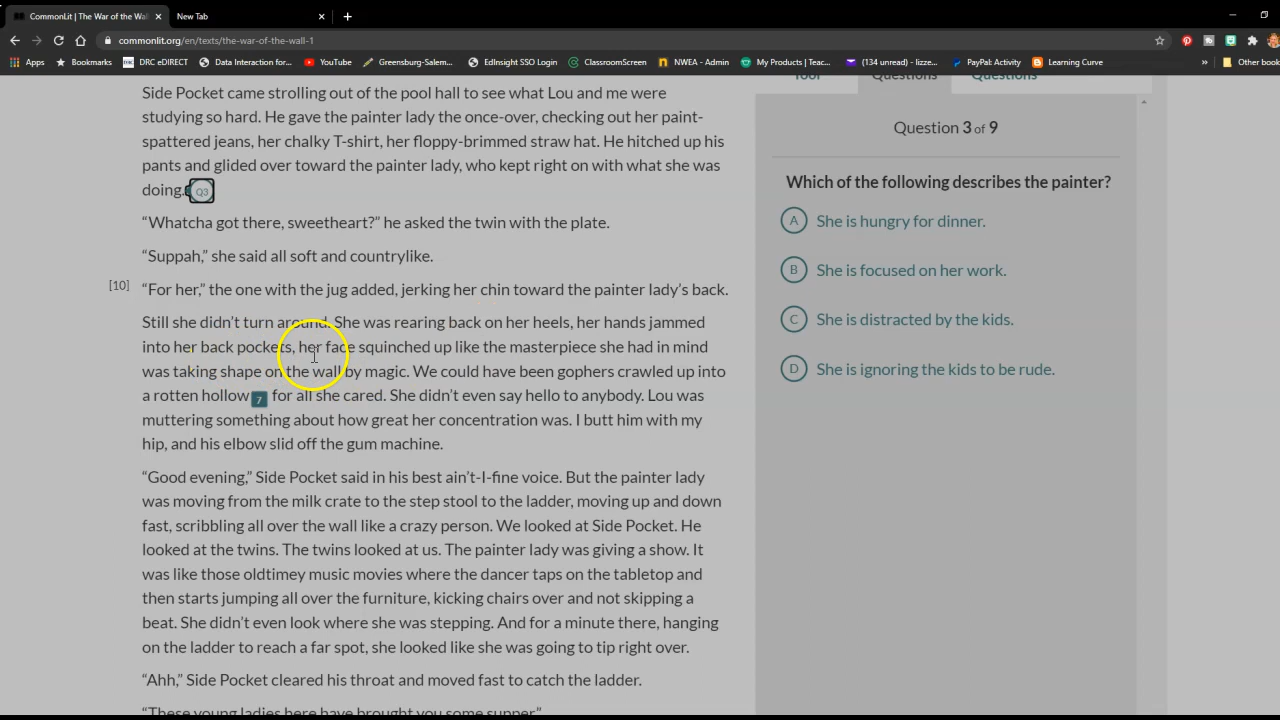 CommonLit | The War of the Wal
New Tab
commonlit.org/en/texts/the-war-of-the-wall-1
Apps
Bookmarks
DRC eDIRECT
Data Interaction for...
YouTube
Greensburg-Salem...
EdInsight SSO Login
ClassroomScreen
NWEA - Admin
My Products | Teac...
(134 unread) - lizze...
PayPal: Activity
Learning Curve
Other book
Side Pocket came strolling out of the pool hall to see what Lou and me were
studying so hard. He gave the painter lady the once-over, checking out her paint-
spattered jeans, her chalky T-shirt, her floppy-brimmed straw hat. He hitched up his
pants and glided over toward the painter lady, who kept right on with what she was
doing. Q3
“Whatcha got there, sweetheart?” he asked the twin with the plate.
“Suppah,” she said all soft and countrylike.
[10] “For her,” the one with the jug added, jerking her chin toward the painter lady’s back.
Still she didn’t turn around. She was rearing back on her heels, her hands jammed
into her back pockets, her face squinched up like the masterpiece she had in mind
was taking shape on the wall by magic. We could have been gophers crawled up into
a rotten hollow 7 for all she cared. She didn’t even say hello to anybody. Lou was
muttering something about how great her concentration was. I butt him with my
hip, and his elbow slid off the gum machine.
“Good evening,” Side Pocket said in his best ain’t-I-fine voice. But the painter lady
was moving from the milk crate to the step stool to the ladder, moving up and down
fast, scribbling all over the wall like a crazy person. We looked at Side Pocket. He
looked at the twins. The twins looked at us. The painter lady was giving a show. It
was like those oldtimey music movies where the dancer taps on the tabletop and
then starts jumping all over the furniture, kicking chairs over and not skipping a
beat. She didn’t even look where she was stepping. And for a minute there, hanging
on the ladder to reach a far spot, she looked like she was going to tip right over.
“Ahh,” Side Pocket cleared his throat and moved fast to catch the ladder.
“These young ladies here have brought you some supper”
Tool
Questions
Questions
Question 3 of 9
Which of the following describes the painter?
A She is hungry for dinner.
B She is focused on her work.
C She is distracted by the kids.
D She is ignoring the kids to be rude.